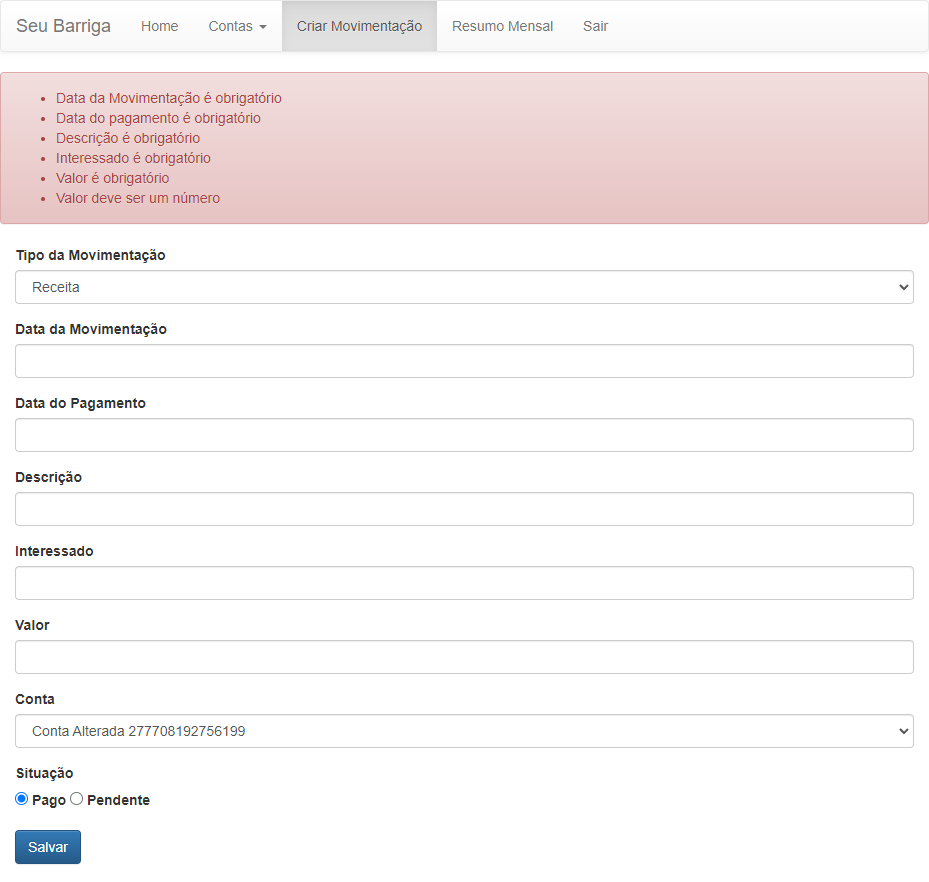 Seu Barriga Home Contas Criar Movimentação Resumo Mensal Sair
Data da Movimentação é obrigatório
Data do pagamento é obrigatório
Descrição é obrigatório
Interessado é obrigatório
Valor é obrigatório
Valor deve ser um número
Tipo da Movimentação
Receita
Data da Movimentação
Data do Pagamento
Descrição
Interessado
Valor
Conta
Conta Alterada 277708192756199
Situação
Pago Pendente
Salvar